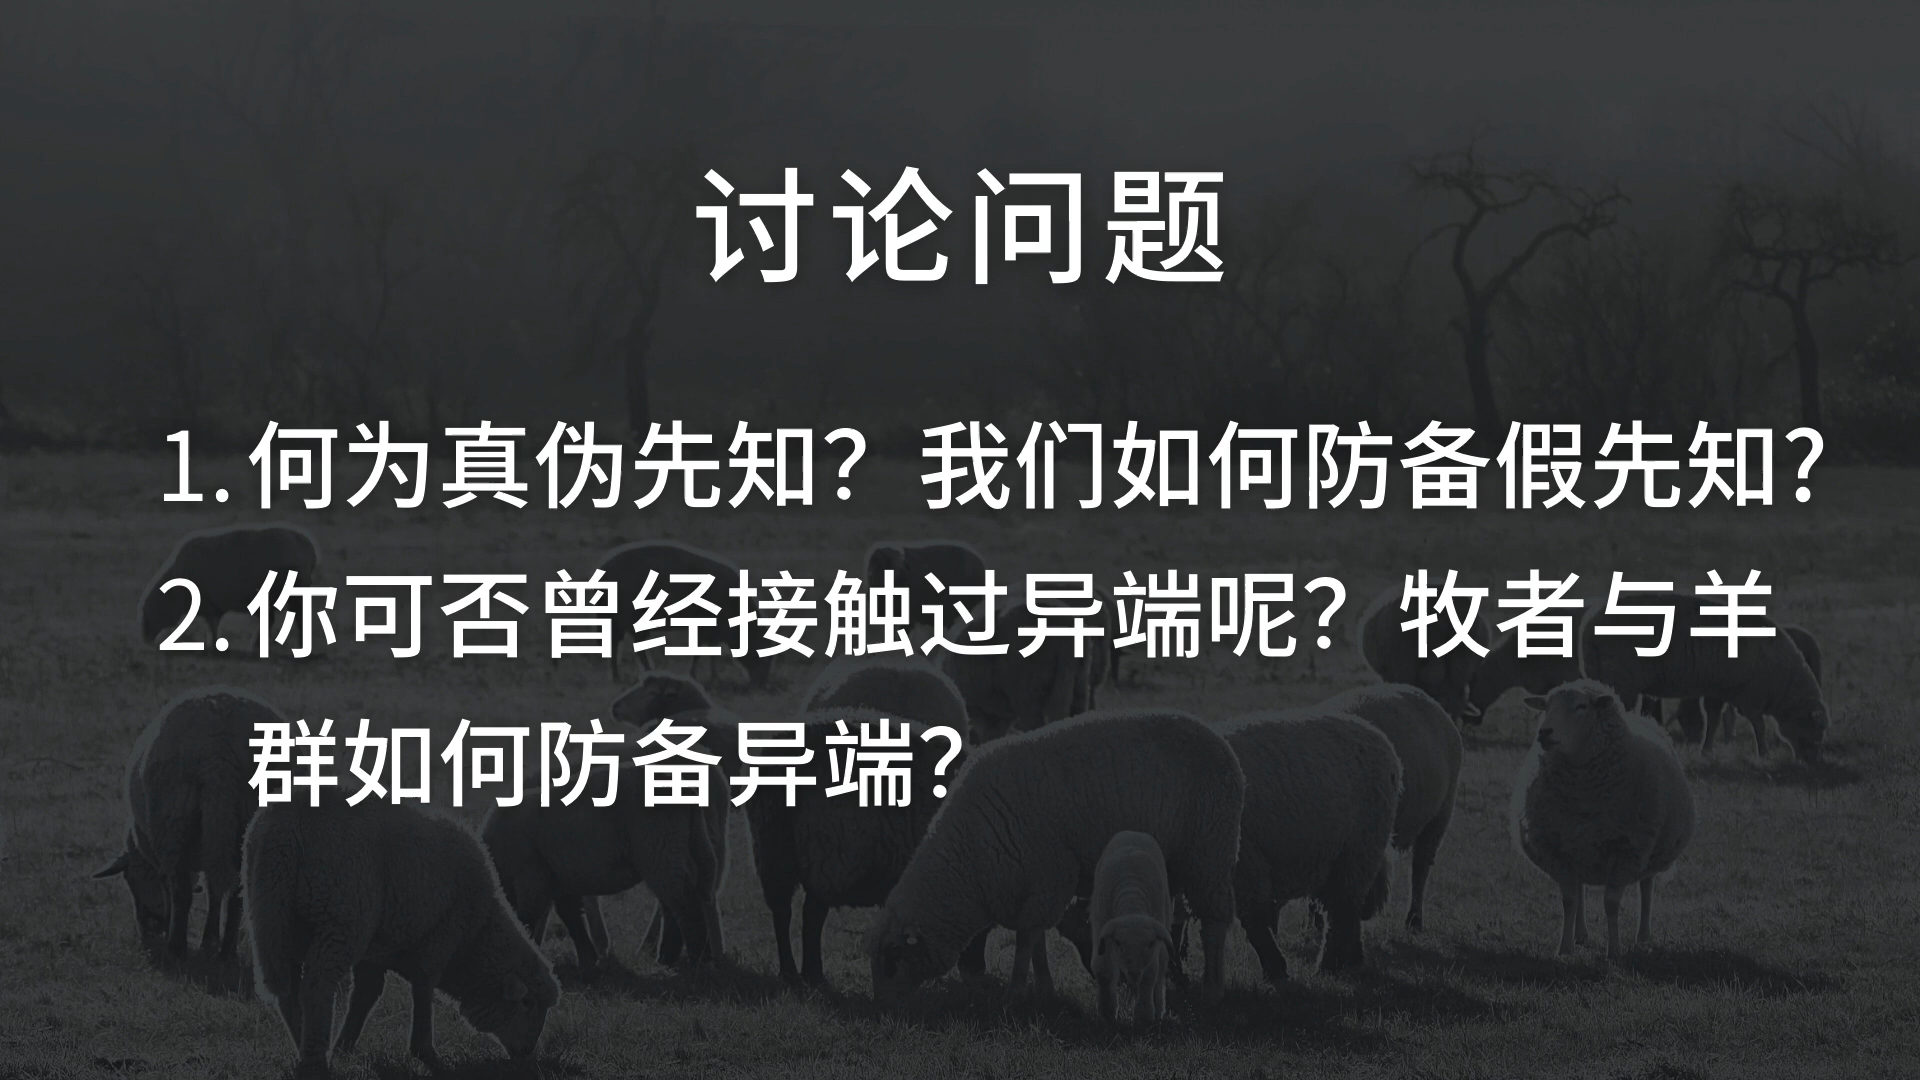 讨论问题
1. 何为真伪先知？我们如何防备假先知?
2. 你可否曾经接触过异端呢？牧者与羊
群如何防备异端?